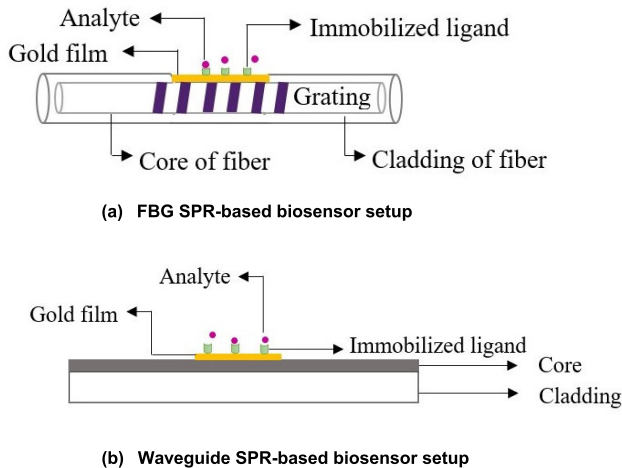 Analyte
Immobilized ligand
Gold film
Grating
Core of fiber
Cladding of fiber
(a) FBG SPR-based biosensor setup
Analyte
Gold film
Immobilized ligand
Core
Cladding
(b) Waveguide SPR-based biosensor setup